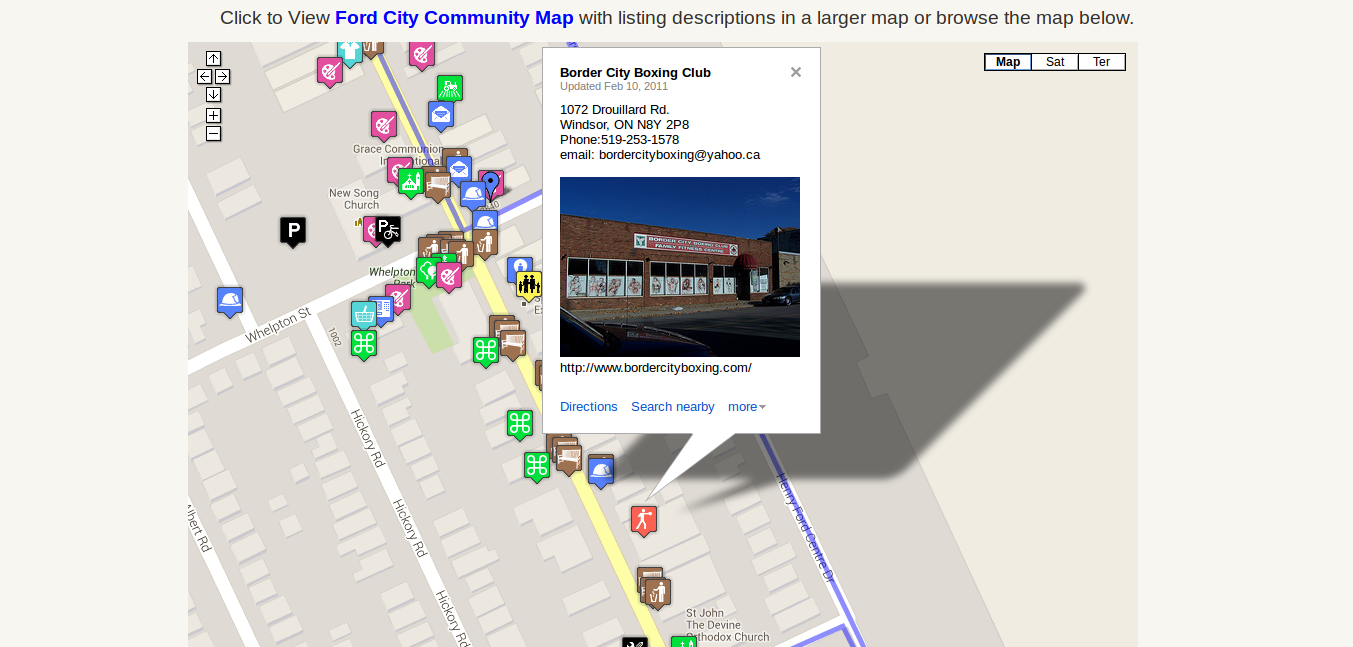 Click to View Ford City Community Map with listing descriptions in a larger map or browse the map below.
Map Sat Ter
Border City Boxing Club
Updated Feb 10, 2011
1072 Drouillard Rd.
Windsor, ON N8Y 2P8
Phone:519-253-1578
email: bordercityboxing@yahoo.ca
BORDER CITY BOXING CLUB
FAMILY FITNESS CENTRE
http://www.bordercityboxing.com/
Directions Search nearby more
Grace Communion
International
New Song
Church
P
P
Whelpton
Park
Whelpton St
1002
Hickory Rd
Hickory Rd
Hickory Rd
Albert Rd
Henry Ford Centre Dr
St John
The Devine
Orthodox Church